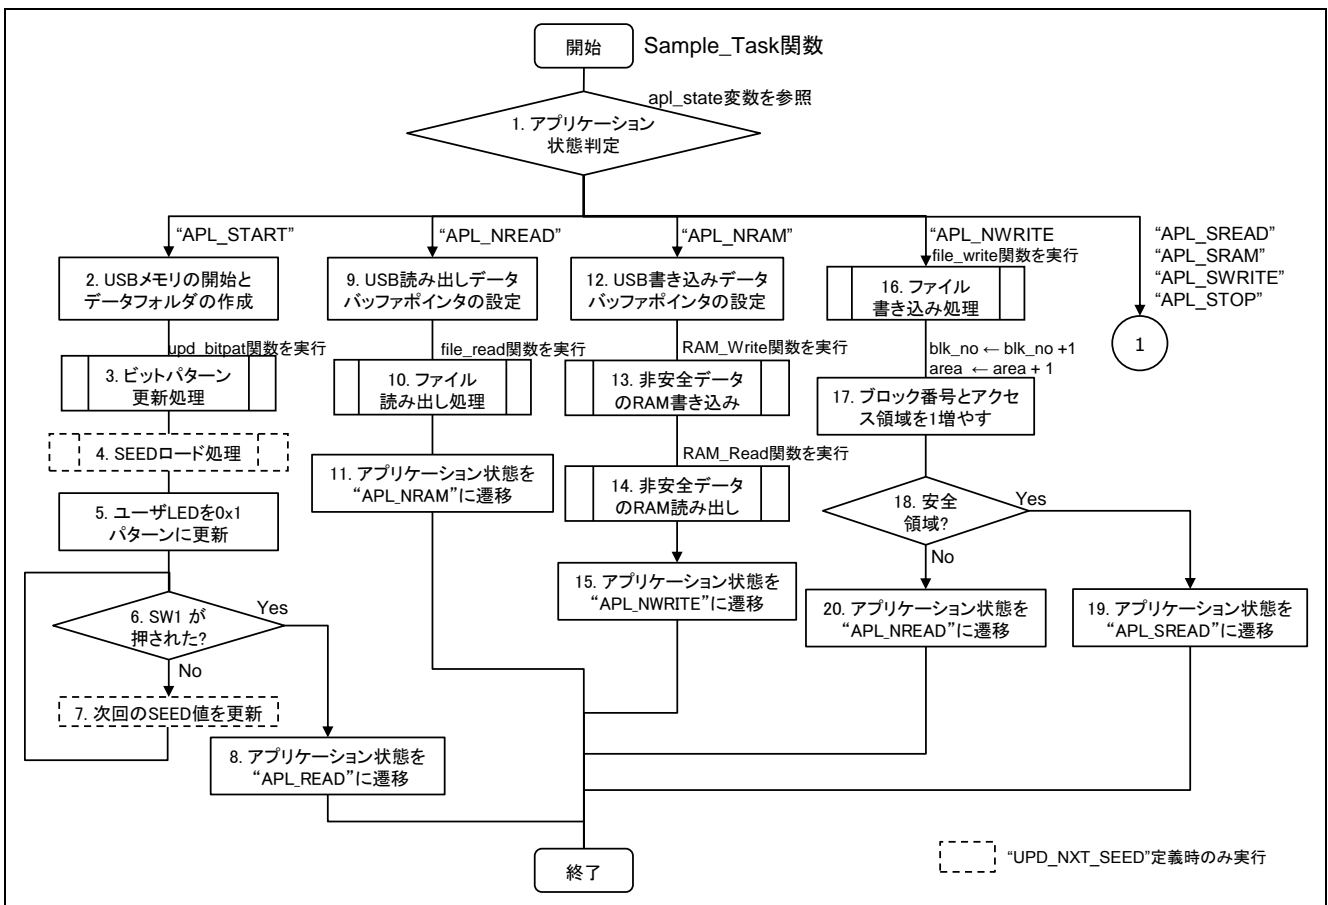 開始
Sample_Task関数
apl_state変数を参照
1. アプリケーション
状態判定
“APL_START”
“APL_NREAD”
“APL_NRAM”
“APL_NWRITE
“APL_SREAD”
“APL_SRAM”
“APL_SWRITE”
“APL_STOP”
1
2. USBメモリの開始と
データフォルダの作成
upd_bitpat関数を実行
3. ビットパターン
更新処理
4. SEEDロード処理
5. ユーザLEDを0x1
パターンに更新
6. SW1 が
押された?
Yes
No
7. 次回のSEED値を更新
8. アプリケーション状態を
“APL_READ”に遷移
9. USB読み出しデータ
バッファポインタの設定
file_read関数を実行
10. ファイル
読み出し処理
11. アプリケーション状態を
“APL_NRAM”に遷移
12. USB書き込みデータ
バッファポインタの設定
RAM_Write関数を実行
13. 非安全データ
のRAM書き込み
RAM_Read関数を実行
14. 非安全データ
のRAM読み出し
15. アプリケーション状態を
“APL_NWRITE”に遷移
file_write関数を実行
16. ファイル
書き込み処理
blk_no ← blk_no +1
area ← area + 1
17. ブロック番号とアクセ
ス領域を1増やす
18. 安全
領域?
Yes
No
19. アプリケーション状態を
“APL_SREAD”に遷移
20. アプリケーション状態を
“APL_NREAD”に遷移
終了
“UPD_NXT_SEED”定義時のみ実行